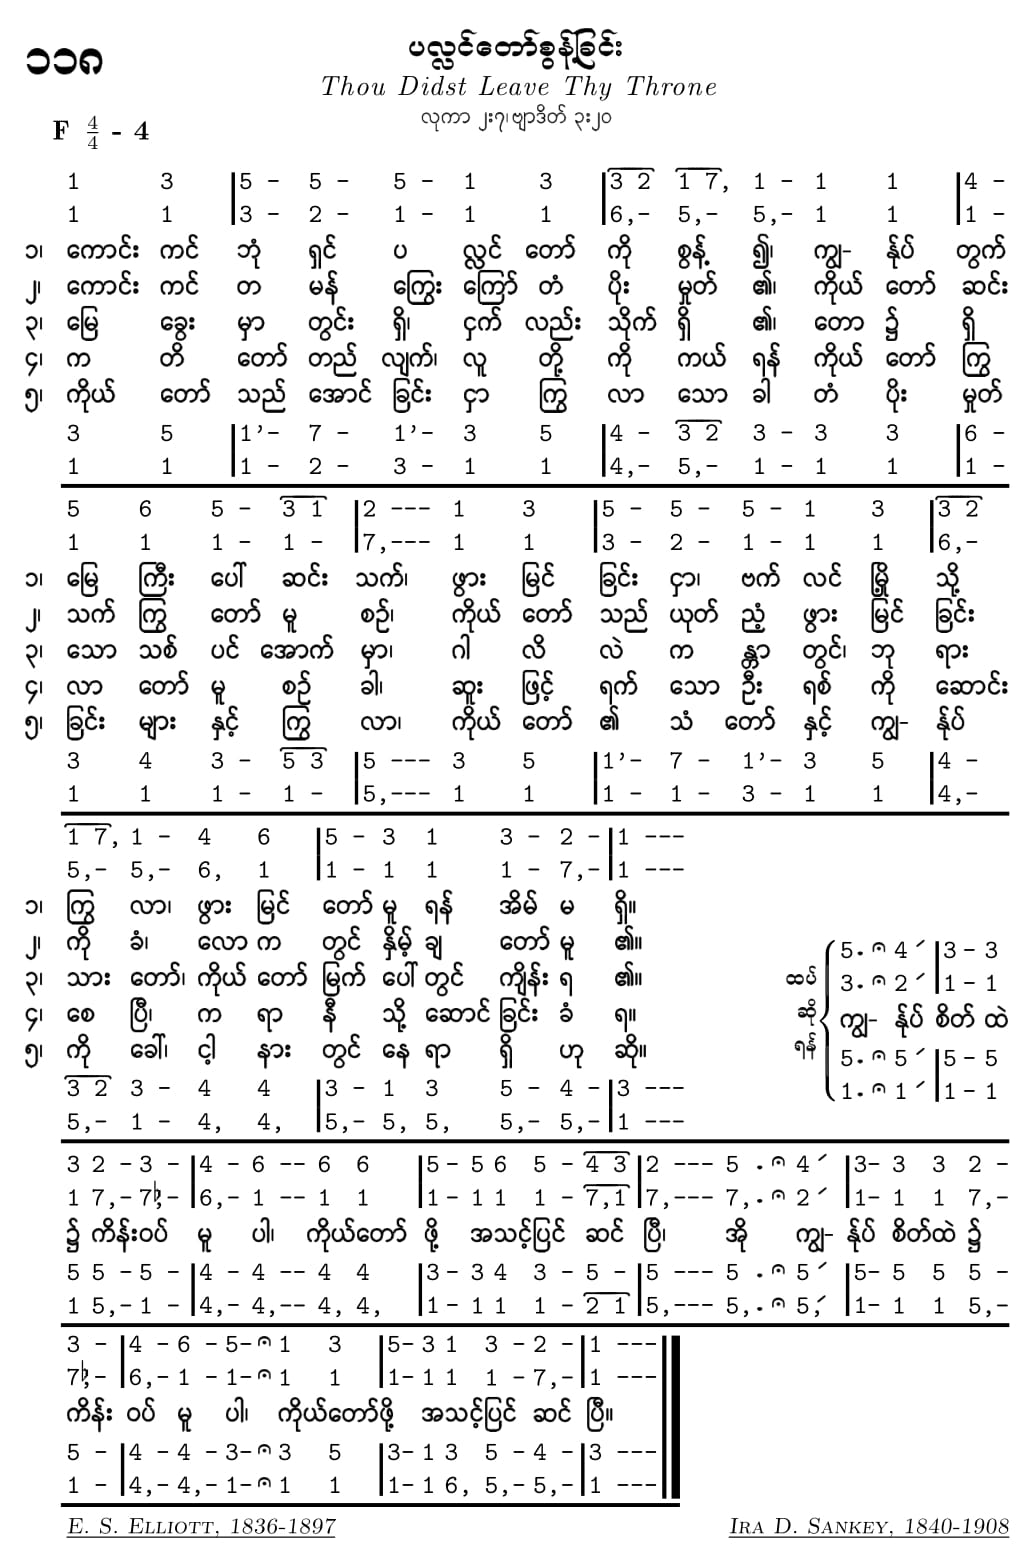 ၁၁၈
ပလ္လင်တော်စွန့်ခြင်း
Thou Didst Leave Thy Throne
လုကာ ၂း၇၊ဗျာဒိတ် ၃း၂၀
F 4/4 - 4
1 3 |5 - 5 - 5 - 1 3 |3 2 1 7, 1 - 1 1 |4 -
1 1 |3 - 2 - 1 - 1 1 |6,- 5,- 5,- 1 1 |1 -
၁၊ ကောင်း ကင် ဘုံ ရှင် ပ လ္လင် တော် ကို စွန့် ၍၊ ကျွ- န်ုပ် တွက်
၂၊ ကောင်း ကင် တ မန် ကြွေး ကြော် တံ ပိုး မှုတ် ၏၊ ကိုယ် တော် ဆင်း
၃၊ မြေ ခွေး မှာ တွင်း ရှိ၊ ငှက် လည်း သိုက် ရှိ ၏၊ တော ၌ ရှိ
၄၊ က တိ တော် တည် လျက်၊ လူ တို့ ကို ကယ် ရန် ကိုယ် တော် ကြွ
၅၊ ကိုယ် တော် သည် အောင် ခြင်း ငှာ ကြွ လာ သော ခါ တံ ပိုး မှုတ်
3 5 |1’- 7 - 1’- 3 5 |4 - 3 2 3 - 3 3 |6 -
1 1 |1 - 2 - 3 - 1 1 |4,- 5,- 1 - 1 1 |1 -
5 6 5 - 3 1 |2 --- 1 3 |5 - 5 - 5 - 1 3 |3 2
1 1 1 - 1 - |7,--- 1 1 |3 - 2 - 1 - 1 1 |6,-
၁၊ မြေ ကြီး ပေါ် ဆင်း သက်၊ ဖွား မြင် ခြင်း ငှာ၊ ဗက် လင် မြို့ သို့
၂၊ သက် ကြွ တော် မူ စဉ်၊ ကိုယ် တော် သည် ယုတ် ညံ့ ဖွား မြင် ခြင်း
၃၊ သော သစ် ပင် အောက် မှာ၊ ဂါ လိ လဲ က န္တာ တွင်၊ ဘု ရား
၄၊ လာ တော် မူ စဉ် ခါ၊ ဆူး ဖြင့် ရက် သော ဦး ရစ် ကို ဆောင်း
၅၊ ခြင်း များ နှင့် ကြွ လာ၊ ကိုယ် တော် ၏ သံ တော် နှင့် ကျွ- န်ုပ်
3 4 3 - 5 3 |5 --- 3 5 |1’- 7 - 1’- 3 5 |4 -
1 1 1 - 1 - |5,--- 1 1 |1 - 1 - 3 - 1 1 |4,-
1 7, 1 - 4 6 |5 - 3 1 3 - 2 -|1 ---
5,- 5,- 6, 1 |1 - 1 1 1 - 7,-|1 ---
၁၊ ကြွ လာ၊ ဖွား မြင် တော် မူ ရန် အိမ် မ ရှိ။
၂၊ ကို ခံ၊ လော က တွင် နှိမ့် ချ တော် မူ ၏။
၃၊ သား တော်၊ ကိုယ် တော် မြက် ပေါ် တွင် ကျိန်း ရ ၏။
၄၊ စေ ပြီ၊ က ရာ နီ သို့ ဆောင် ခြင်း ခံ ရ။
၅၊ ကို ခေါ်၊ ငှါ့ နား တွင် နေ ရာ ရှိ ဟု ဆို။
3 2 3 - 4 4 |3 - 1 3 5 - 4 -|3 ---
5,- 1 - 4, 4, |5,- 5, 5, 5,- 5,-|1 ---
ထပ် ဆို ရန်
5. 4 |3 - 3
3. 2 |1 - 1
ကျွ- န်ုပ် စိတ် ထဲ
5. 5 |5 - 5
1. 1 |1 - 1
3 2 - 3 - |4 - 6 -- 6 6 |5 - 5 6 5 - 4 3 |2 --- 5 . 4 |3- 3 3 2 -
1 7,- 7♭,- |6,- 1 -- 1 1 |1 - 1 1 1 - 7,1 |7,--- 7,. 2 |1- 1 1 7,-
၌ ကိန်းဝပ် မူ ပါ၊ ကိုယ်တော် ဖို့ အသင့်ပြင် ဆင် ပြီ၊ အို ကျွ- န်ုပ် စိတ်ထဲ ၌
5 5 - 5 - |4 - 4 -- 4 4 |3 - 3 4 3 - 5 - |5 --- 5 . 5 |5- 5 5 5 -
1 5,- 1 - |4,- 4,-- 4, 4, |1 - 1 1 1 - 2 1 |5,--- 5,. 5, |1- 1 1 5,-
3 - |4 - 6 - 5- 1 3 |5- 3 1 3 - 2 -|1 ---
7♭,- |6,- 1 - 1- 1 1 |1- 1 1 1 - 7,-|1 ---
ကိန်း ဝပ် မူ ပါ၊ ကိုယ်တော်ဖို့ အသင့်ပြင် ဆင် ပြီ။
5 - |4 - 4 - 3- 3 5 |3- 1 3 5 - 4 -|3 ---
1 - |4,- 4,- 1- 1 1 |1- 1 6, 5,- 5,-|1 ---
E. S. ELLIOTT, 1836-1897
IRA D. SANKEY, 1840-1908